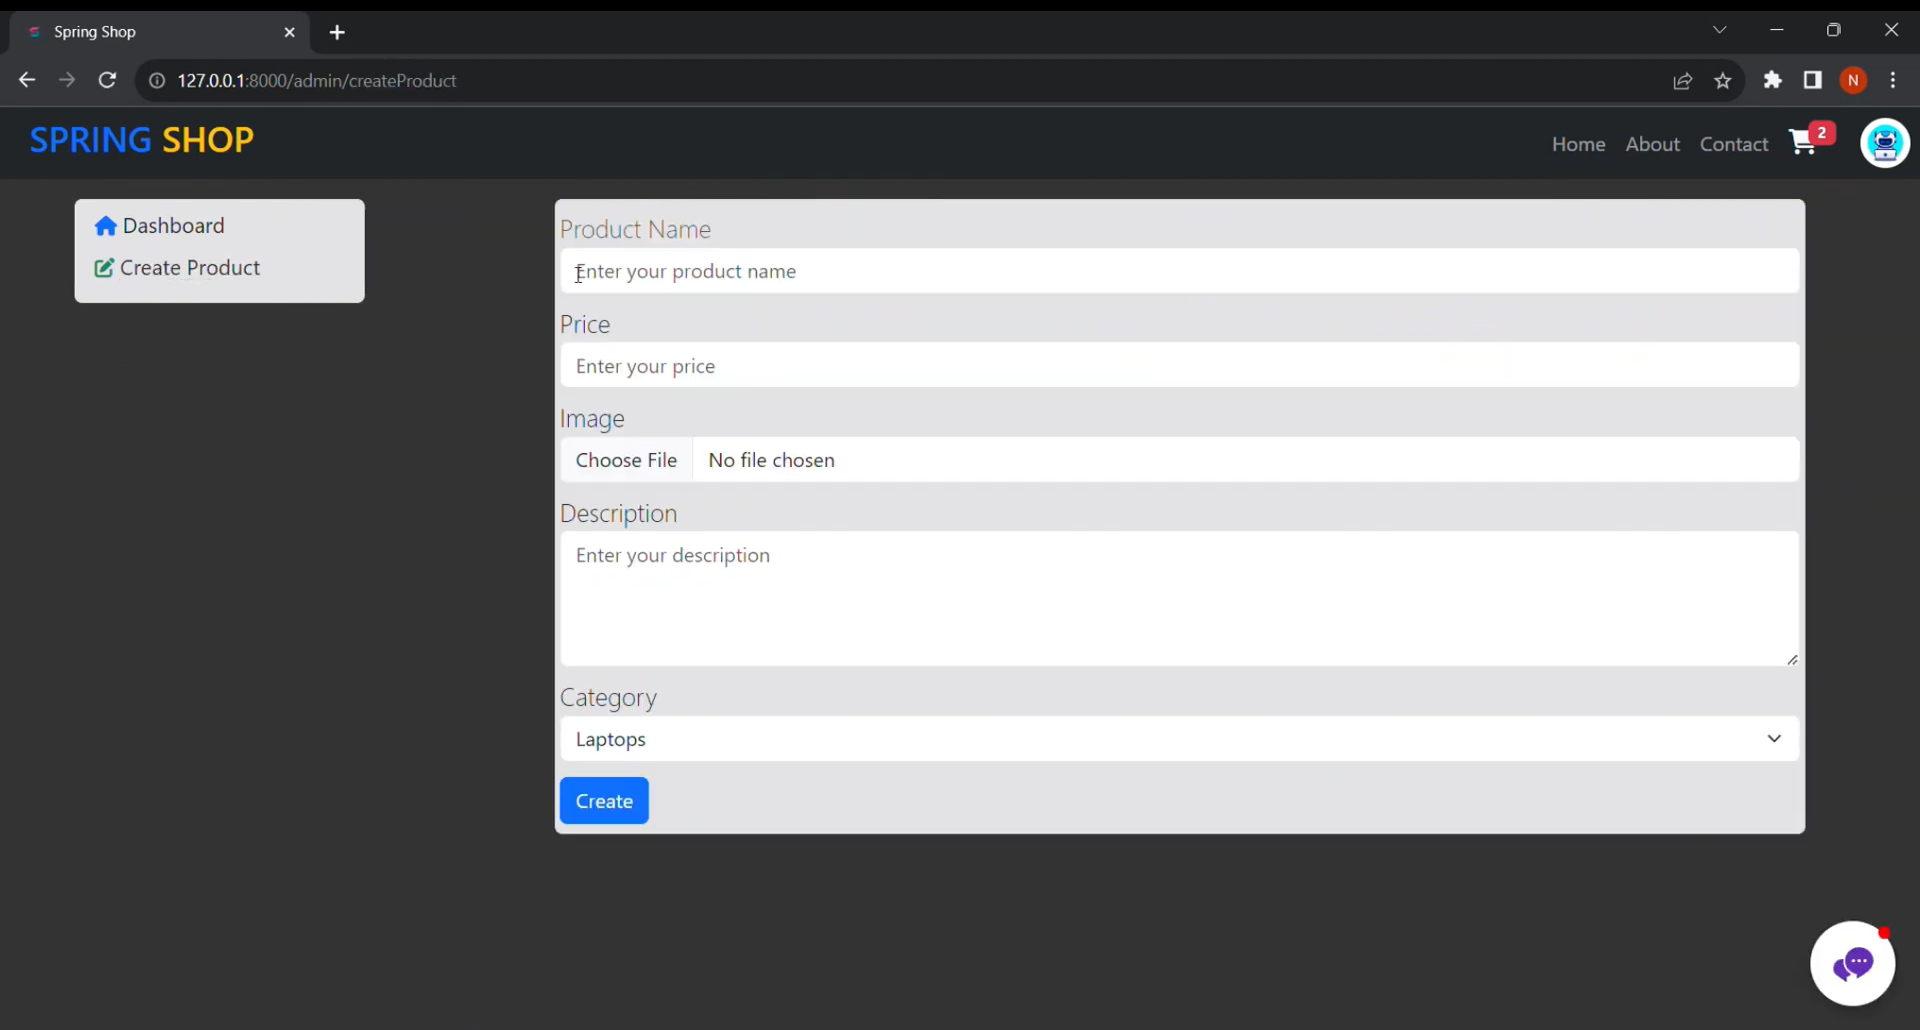 Spring Shop
127.0.0.1:8000/admin/createProduct
N
SPRING SHOP
Home About Contact 2
Dashboard
Create Product
Product Name
Enter your product name
Price
Enter your price
Image
Choose File No file chosen
Description
Enter your description
Category
Laptops
Create